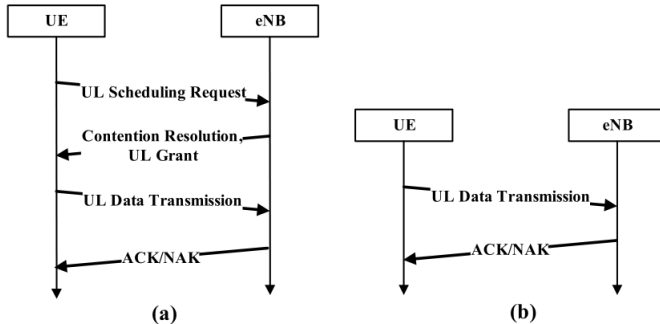 UE
eNB
UL Scheduling Request
Contention Resolution,
UL Grant
UL Data Transmission
ACK/NAK
(a)
UE
eNB
UL Data Transmission
ACK/NAK
(b)